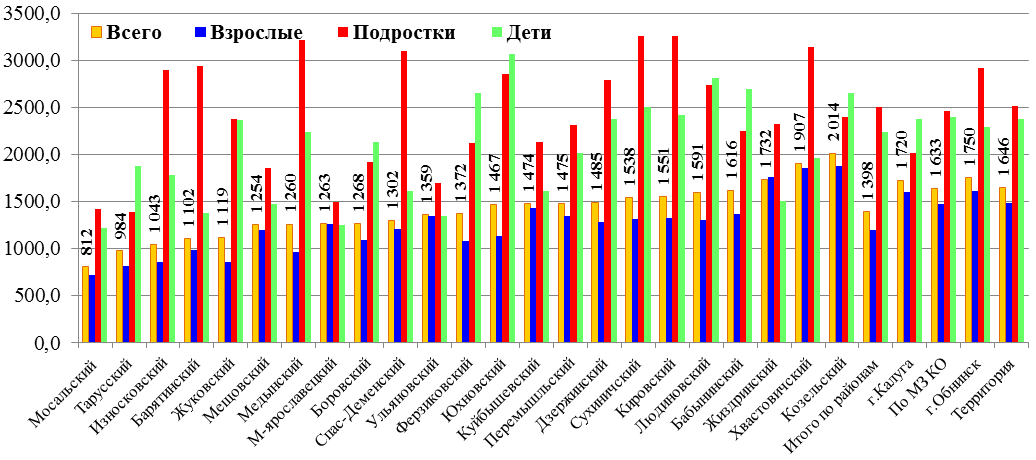 3500,0
3000,0
2500,0
2000,0
1500,0
1000,0
500,0
0,0
Всего Взрослые Подростки Дети
812
984
1 043
1 102
1 119
1 254
1 260
1 263
1 268
1 302
1 359
1 372
1 467
1 474
1 475
1 485
1 538
1 551
1 591
1 616
1 732
1 907
2 014
1 398
1 720
1 633
1 750
1 646
Мосальский
Тарусский
Износковский
Барятинский
Жуковский
Мещовский
Медынский
М-ярославецкий
Боровский
Спас-Деменский
Ульяновский
Ферзиковский
Юхновский
Куйбышевский
Перемышльский
Дзержинский
Сухиничский
Кировский
Людиновский
Бабынинский
Жиздринский
Хвастовичский
Козельский
Итого по районам
г.Калуга
По МЗ КО
г.Обнинск
Территория